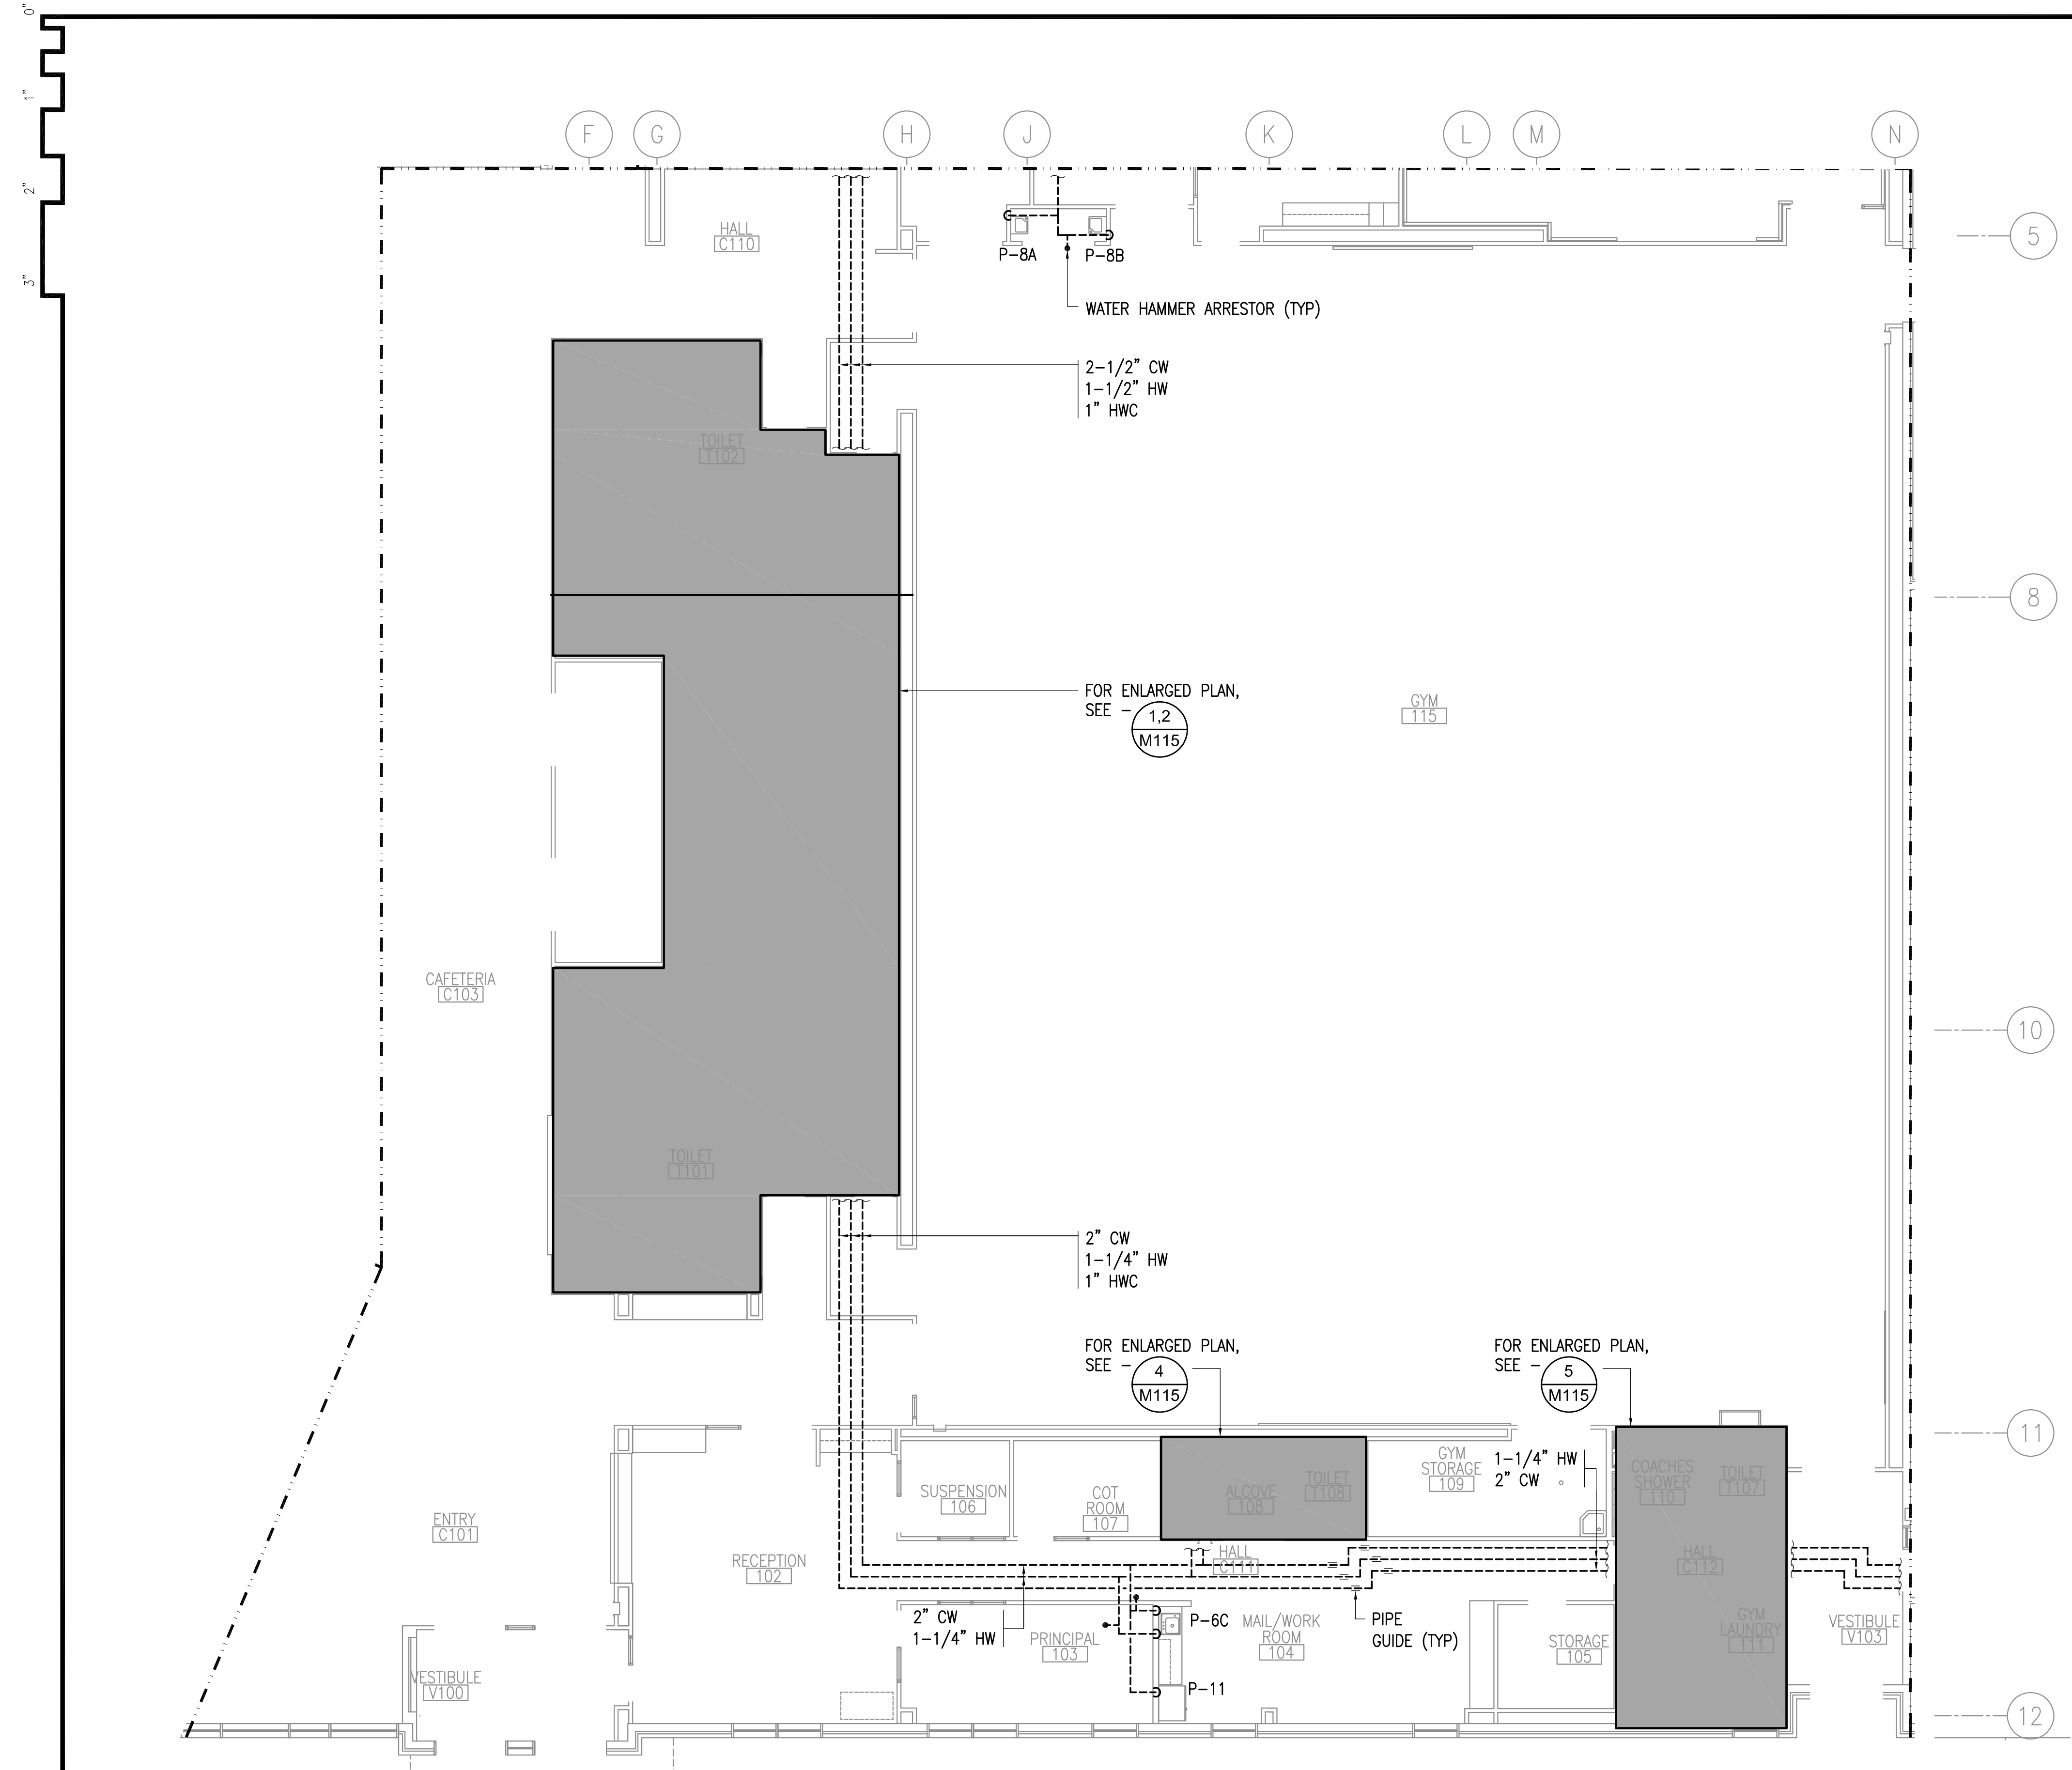 0"
1"
2"
3"
F
G
H
J
K
L
M
N
5
8
10
11
12
HALL
C110
P-8A
P-8B
WATER HAMMER ARRESTOR (TYP)
2-1/2" CW
1-1/2" HW
1" HWC
TOILET
T102
FOR ENLARGED PLAN,
SEE -
1,2
M115
GYM
115
CAFETERIA
C103
TOILET
T101
2" CW
1-1/4" HW
1" HWC
FOR ENLARGED PLAN,
SEE -
4
M115
FOR ENLARGED PLAN,
SEE -
5
M115
SUSPENSION
106
COT
ROOM
107
ALCOVE
108
TOILET
T108
GYM
STORAGE
109
1-1/4" HW
2" CW
COACHES
SHOWER
110
TOILET
T107
ENTRY
C101
RECEPTION
102
HALL
C111
HALL
C112
2" CW
1-1/4" HW
PRINCIPAL
103
P-6C
MAIL/WORK
ROOM
104
PIPE
GUIDE (TYP)
STORAGE
105
GYM
LAUNDRY
111
VESTIBULE
V103
VESTIBULE
V100
P-11